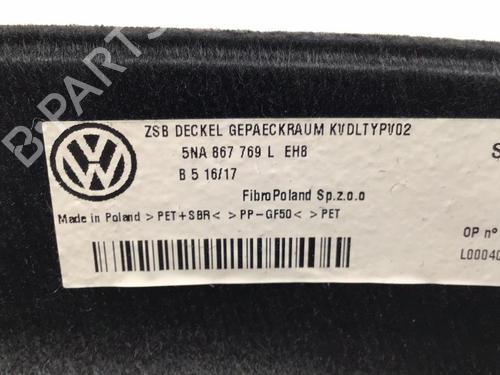 ZSB DECKEL GEPAECKRAUM KVDLTYPV02
5NA 867 769 L EH8
B 5 16/17
FibroPoland Sp.z.o.o
Made in Poland > PET+SBR< >PP-GF50< >PET
OP n°
L00040
B-PARTS